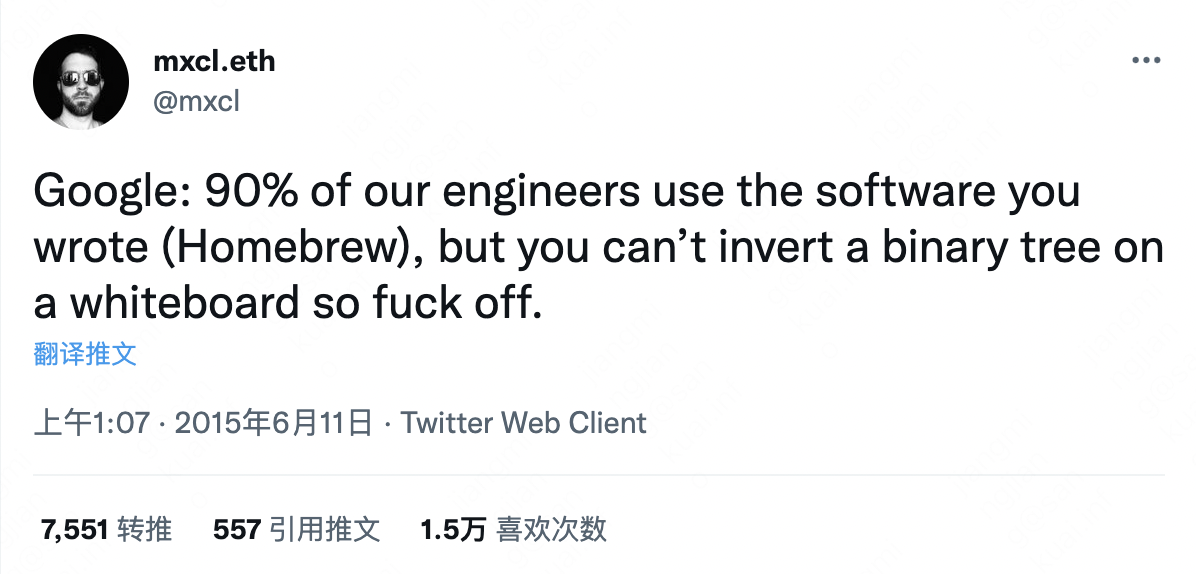 mxcl.eth
@mxcl
Google: 90% of our engineers use the software you
wrote (Homebrew), but you can’t invert a binary tree on
a whiteboard so fuck off.
翻译推文
上午1:07 · 2015年6月11日 · Twitter Web Client
7,551 转推 557 引用推文 1.5万 喜欢次数